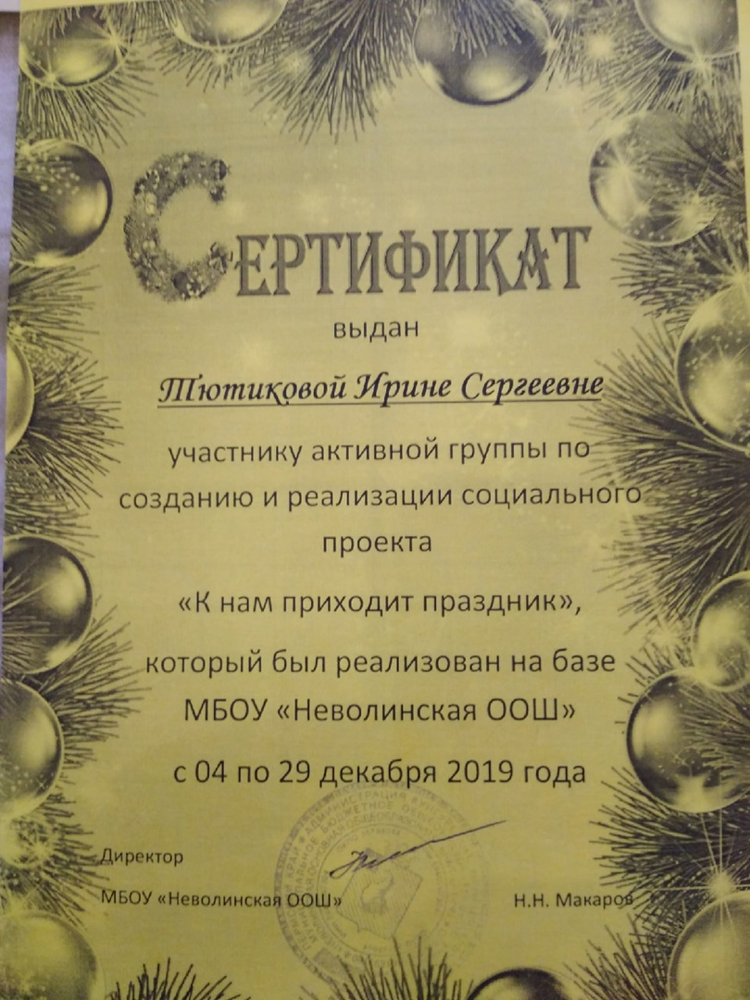 СЕРТИФИКАТ
выдан
Тютиковой Ирине Сергеевне
участнику активной группы по
созданию и реализации социального
проекта
«К нам приходит праздник»,
который был реализован на базе
МБОУ «Неволинская ООШ»
с 04 по 29 декабря 2019 года
Директор
МБОУ «Неволинская ООШ»
Н.Н. Макаров